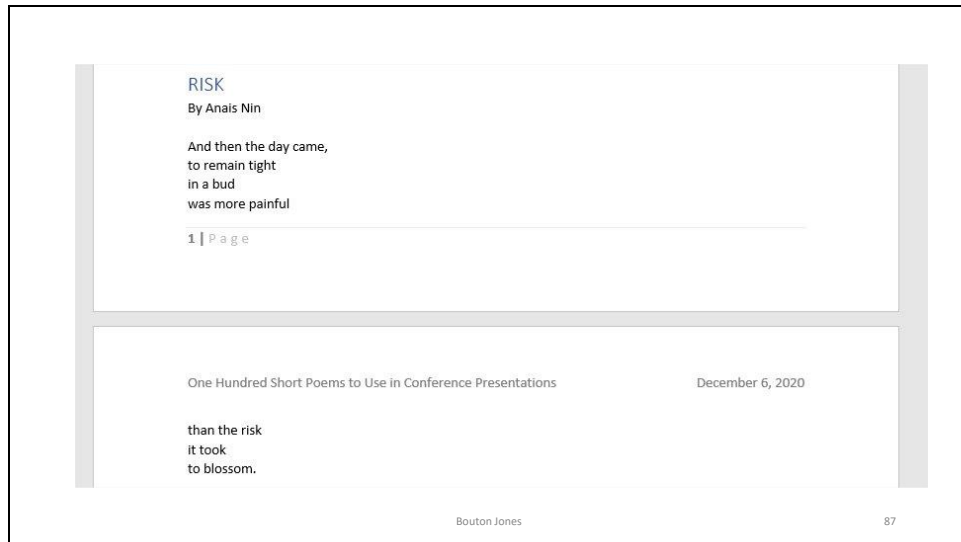 RISK
By Anais Nin
And then the day came,
to remain tight
in a bud
was more painful
1 | Page
One Hundred Short Poems to Use in Conference Presentations December 6, 2020
than the risk
it took
to blossom.
Bouton Jones 87